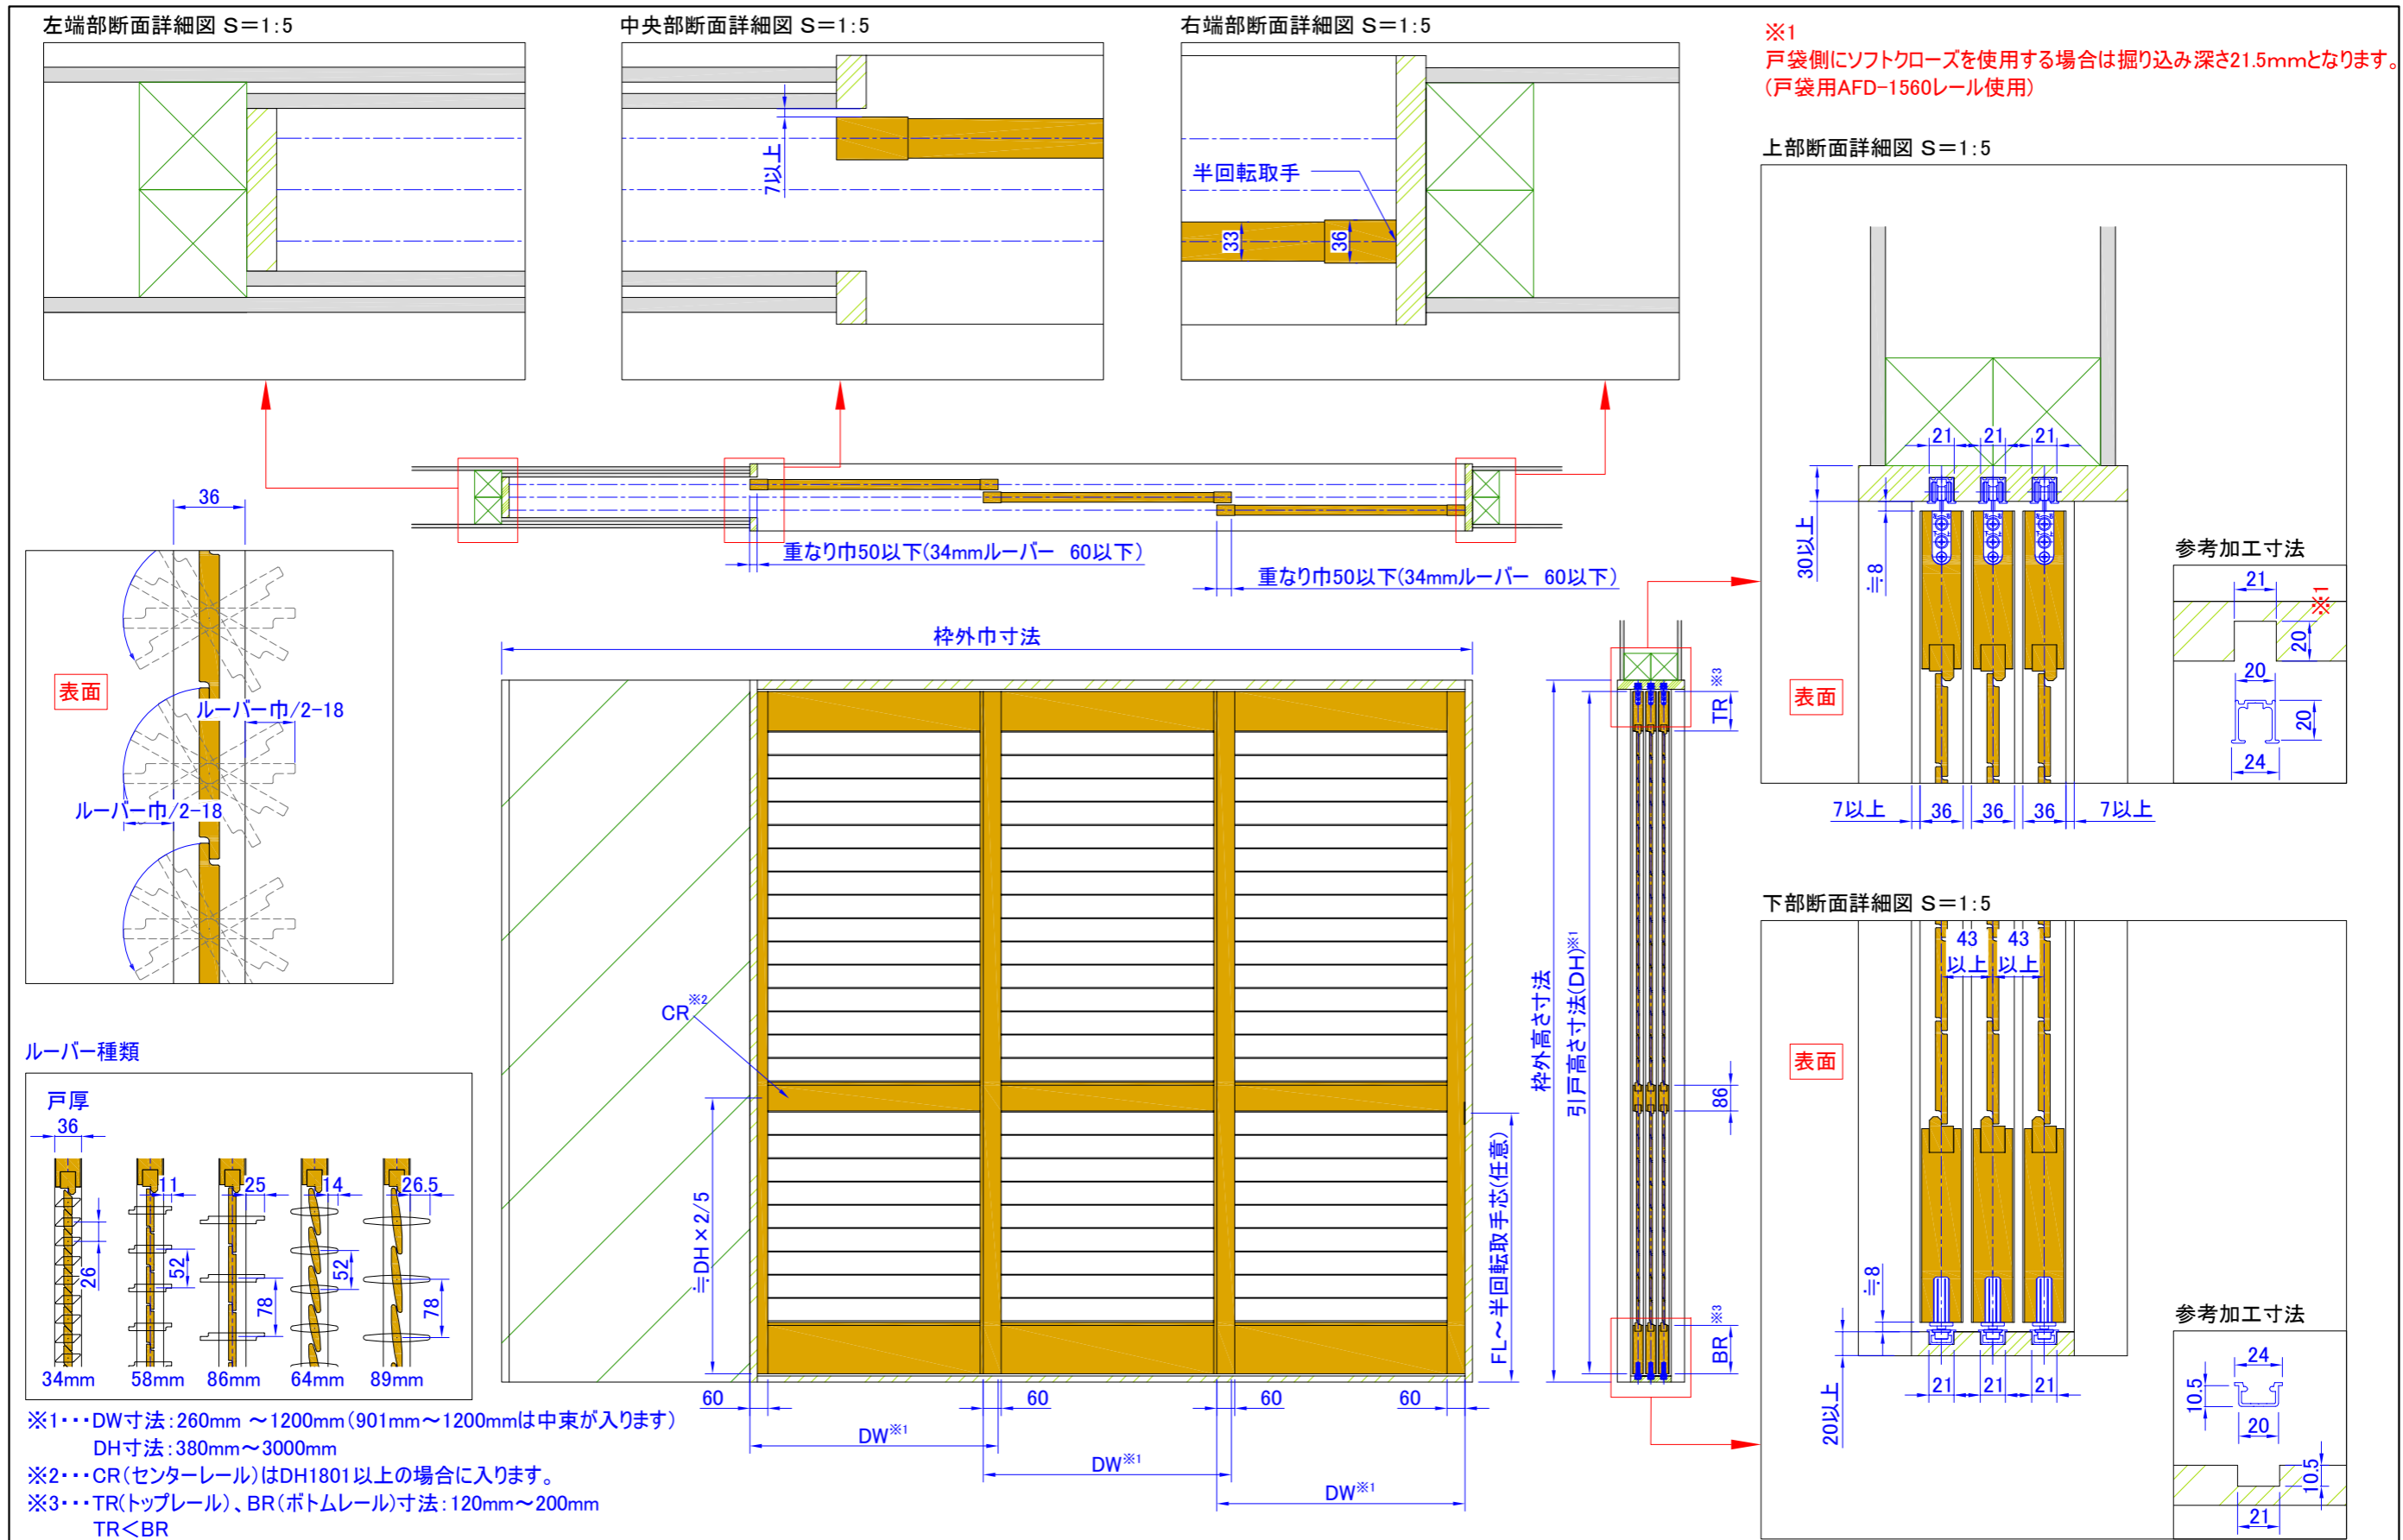 左端部断面詳細図 S=1:5
中央部断面詳細図 S=1:5
7以上
右端部断面詳細図 S=1:5
半回転取手
33
36
※1
戸袋側にソフトクローズを使用する場合は掘り込み深さ21.5mmとなります。
(戸袋用AFD-1560レール使用)
上部断面詳細図 S=1:5
21
21
21
30以上
≒8
表面
7以上
36
36
36
7以上
参考加工寸法
21
※1
20
20
20
24
重なり巾50以下(34mmルーバー 60以下)
重なり巾50以下(34mmルーバー 60以下)
36
表面
ルーバー巾/2-18
ルーバー巾/2-18
枠外巾寸法
CR※2
≒DH×2/5
FL～半回転取手芯(任意)
枠外高さ寸法
引戸高さ寸法(DH)※1
TR※3
86
BR※3
60
60
60
60
DW※1
DW※1
DW※1
下部断面詳細図 S=1:5
43
以上
43
以上
表面
≒8
20以上
21
21
21
参考加工寸法
24
10.5
20
10.5
21
ルーバー種類
戸厚
36
11
25
14
26.5
26
52
78
52
78
34mm
58mm
86mm
64mm
89mm
※1･･･DW寸法:260mm ～1200mm(901mm～1200mmは中束が入ります)
DH寸法:380mm～3000mm
※2･･･CR(センターレール)はDH1801以上の場合に入ります。
※3･･･TR(トップレール)、BR(ボトムレール)寸法:120mm～200mm
TR＜BR